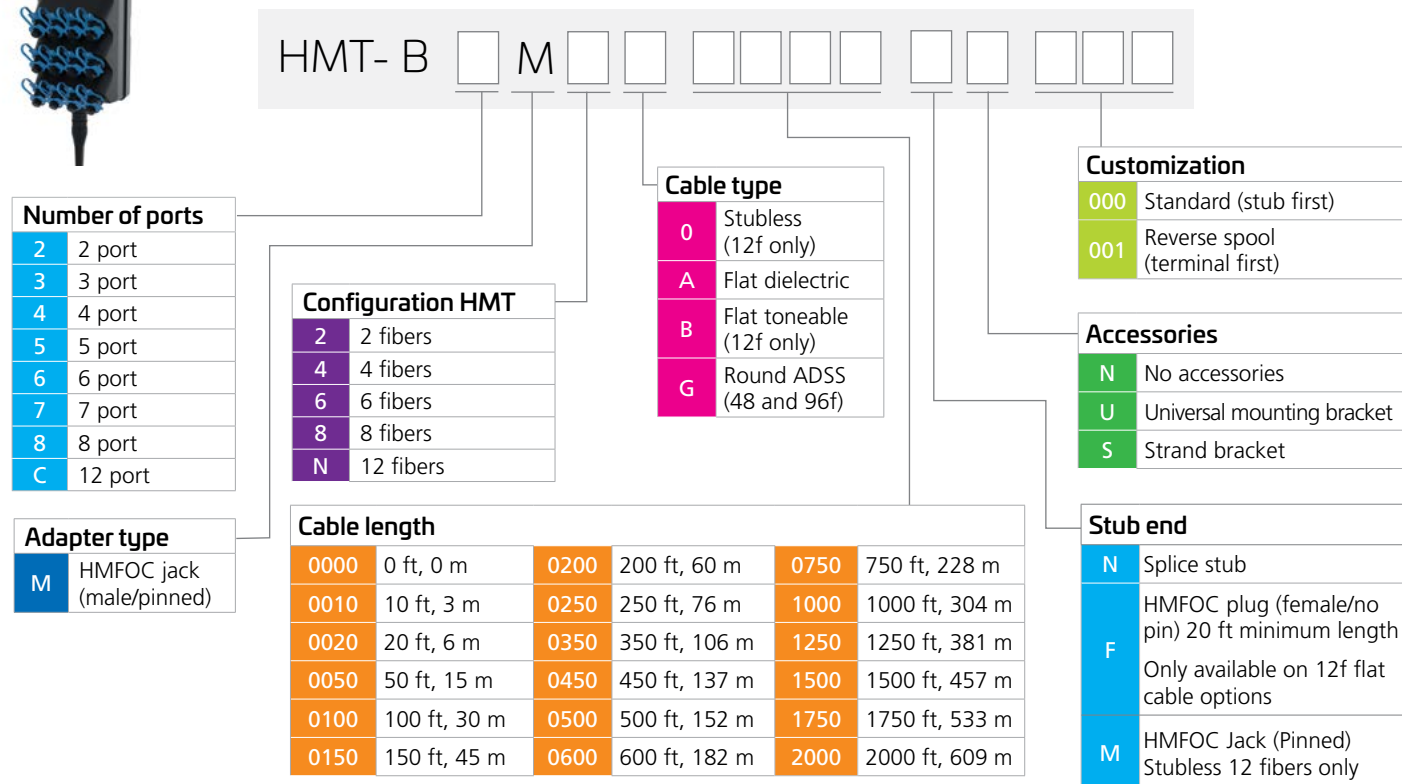 HMT- B M
Number of ports
2 2 port
3 3 port
4 4 port
5 5 port
6 6 port
7 7 port
8 8 port
C 12 port
Adapter type
M HMFOC jack
(male/pinned)
Configuration HMT
2 2 fibers
4 4 fibers
6 6 fibers
8 8 fibers
N 12 fibers
Cable type
0 Stubless
(12f only)
A Flat dielectric
B Flat toneable
(12f only)
G Round ADSS
(48 and 96f)
Cable length
0000 0 ft, 0 m 0200 200 ft, 60 m 0750 750 ft, 228 m
0010 10 ft, 3 m 0250 250 ft, 76 m 1000 1000 ft, 304 m
0020 20 ft, 6 m 0350 350 ft, 106 m 1250 1250 ft, 381 m
0050 50 ft, 15 m 0450 450 ft, 137 m 1500 1500 ft, 457 m
0100 100 ft, 30 m 0500 500 ft, 152 m 1750 1750 ft, 533 m
0150 150 ft, 45 m 0600 600 ft, 182 m 2000 2000 ft, 609 m
Customization
000 Standard (stub first)
001 Reverse spool
(terminal first)
Accessories
N No accessories
U Universal mounting bracket
S Strand bracket
Stub end
N Splice stub
F HMFOC plug (female/no
pin) 20 ft minimum length
Only available on 12f flat
cable options
M HMFOC Jack (Pinned)
Stubless 12 fibers only